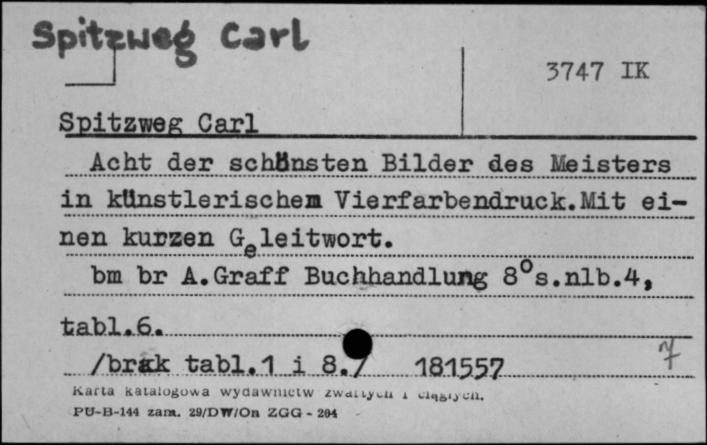 Spitzweg Carl
3747 IK
Spitzweg Carl
Acht der schönsten Bilder des Meisters
in künstlerischem Vierfarbendruck.Mit ei-
nen kurzen Geleitwort.
bm br A.Graff Buchhandlung 8°s.nlb.4,
tabl.6.
/brak tabl.1 i 8./ 181557 7
Karta katalogowa wydawnictw zwartych i ciągłych.
PU-B-144 zam. 29/DW/On ZGG - 204